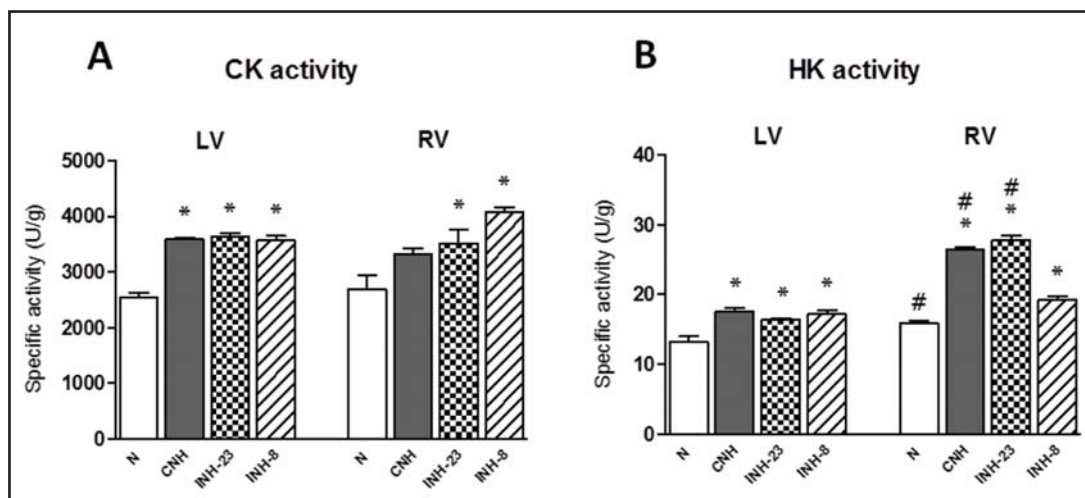 A
CK activity
LV
RV
Specific activity (U/g)
5000
4000
3000
2000
1000
0
*
*
*
*
*
N
CNH
INH-23
INH-8
N
CNH
INH-23
INH-8
B
HK activity
LV
RV
Specific activity (U/g)
40
30
20
10
0
*
*
*
#
#
*
#
*
*
N
CNH
INH-23
INH-8
N
CNH
INH-23
INH-8